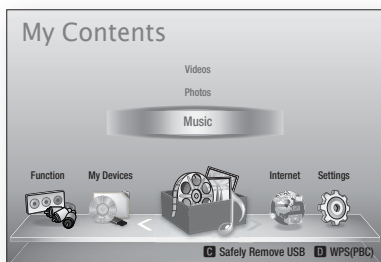 My Contents
Videos
Photos
Music
Function My Devices Internet Settings
C Safely Remove USB D WPS(PBC)